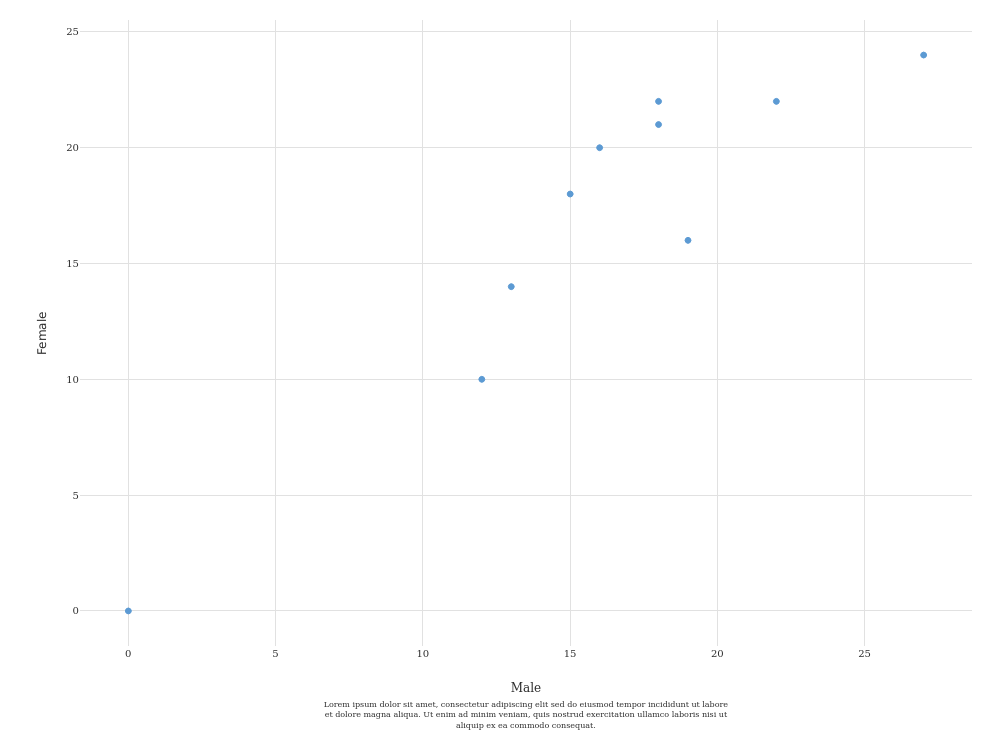 25
20
15
10
5
0
Female
0 5 10 15 20 25
Male
Lorem ipsum dolor sit amet, consectetur adipiscing elit sed do eiusmod tempor incididunt ut labore
et dolore magna aliqua. Ut enim ad minim veniam, quis nostrud exercitation ullamco laboris nisi ut
aliquip ex ea commodo consequat.